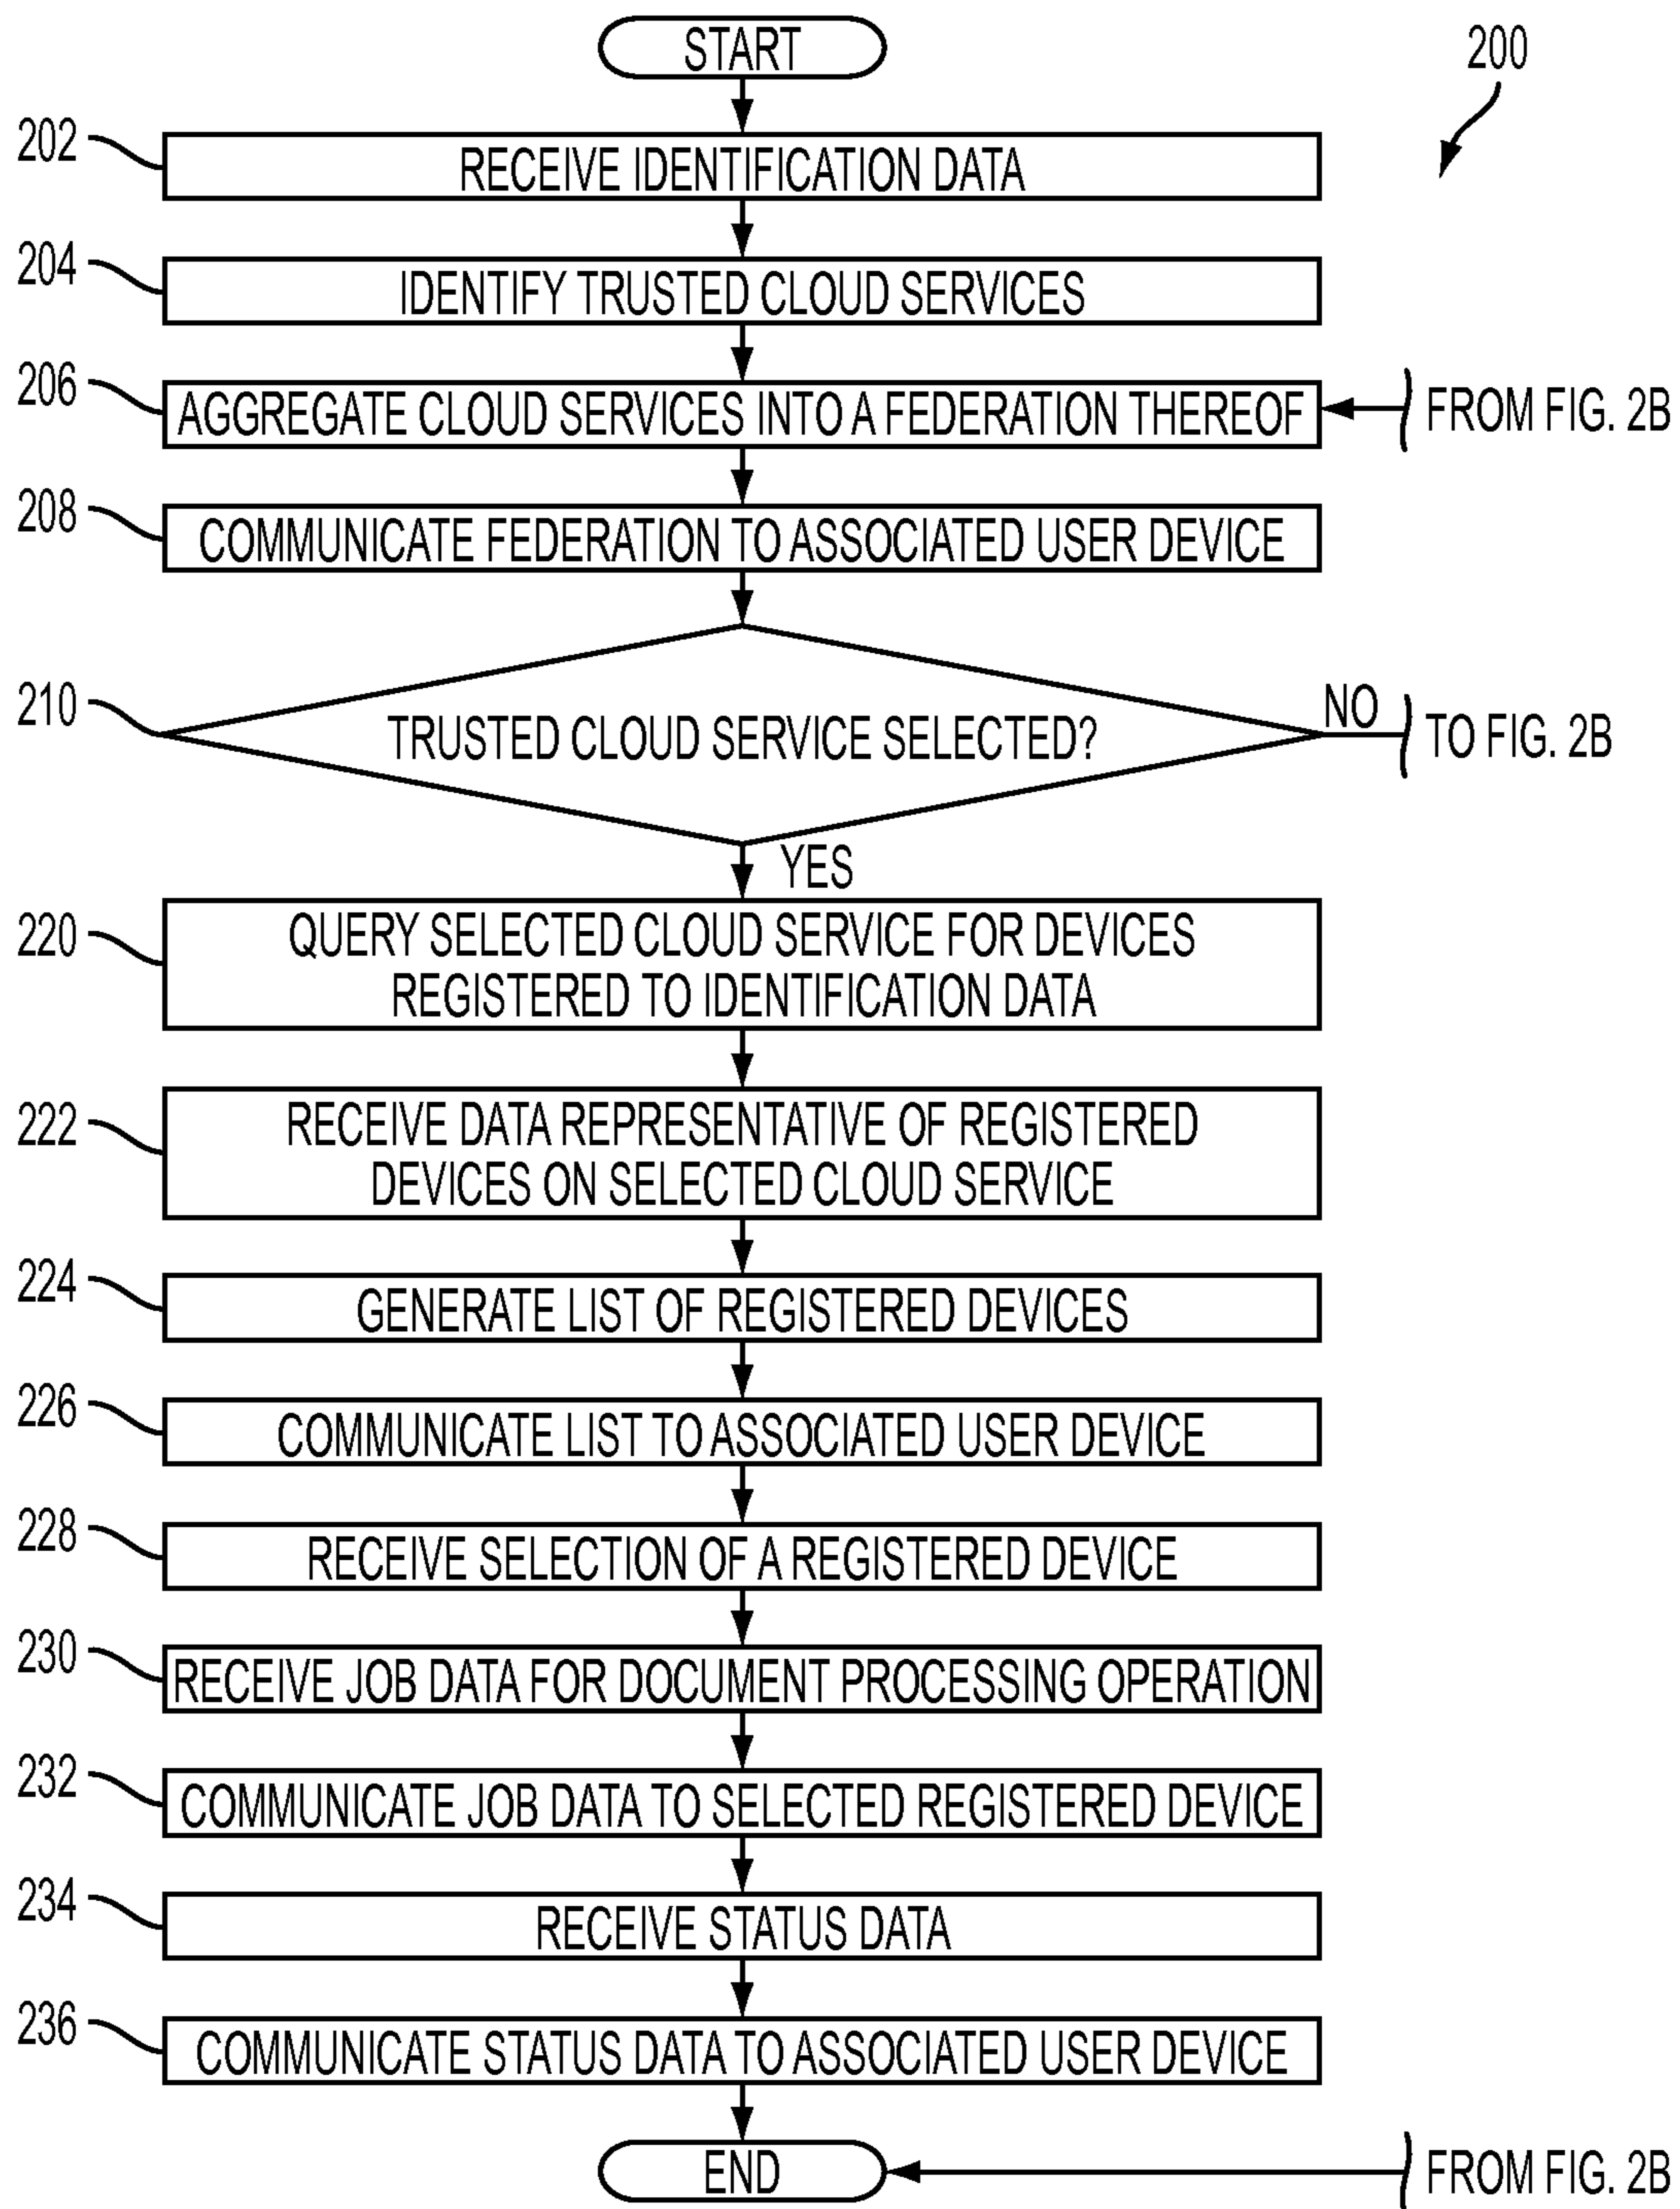 START
200
202
RECEIVE IDENTIFICATION DATA
204
IDENTIFY TRUSTED CLOUD SERVICES
206
AGGREGATE CLOUD SERVICES INTO A FEDERATION THEREOF
FROM FIG. 2B
208
COMMUNICATE FEDERATION TO ASSOCIATED USER DEVICE
210
TRUSTED CLOUD SERVICE SELECTED?
NO
TO FIG. 2B
YES
220
QUERY SELECTED CLOUD SERVICE FOR DEVICES
REGISTERED TO IDENTIFICATION DATA
222
RECEIVE DATA REPRESENTATIVE OF REGISTERED
DEVICES ON SELECTED CLOUD SERVICE
224
GENERATE LIST OF REGISTERED DEVICES
226
COMMUNICATE LIST TO ASSOCIATED USER DEVICE
228
RECEIVE SELECTION OF A REGISTERED DEVICE
230
RECEIVE JOB DATA FOR DOCUMENT PROCESSING OPERATION
232
COMMUNICATE JOB DATA TO SELECTED REGISTERED DEVICE
234
RECEIVE STATUS DATA
236
COMMUNICATE STATUS DATA TO ASSOCIATED USER DEVICE
END
FROM FIG. 2B